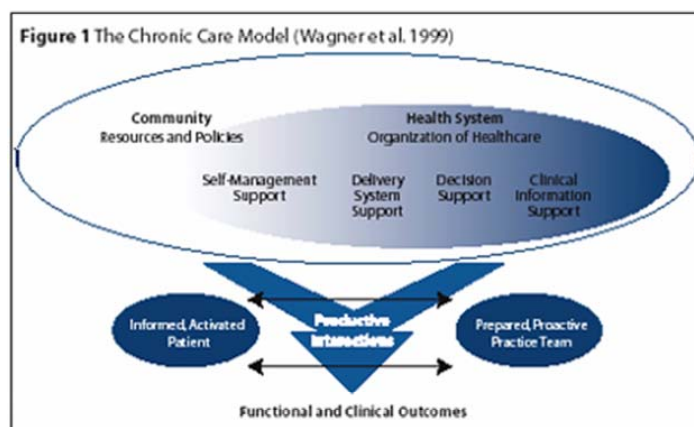 Figure 1 The Chronic Care Model (Wagner et al. 1999)
Community
Resources and Policies
Health System
Organization of Healthcare
Self-Management
Support
Delivery
System
Support
Decision
Support
Clinical
Information
Support
Informed, Activated
Patient
Productive
Interactions
Prepared, Proactive
Practice Team
Functional and Clinical Outcomes